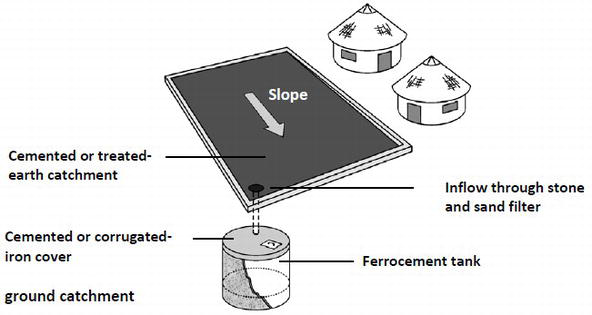 Slope
Cemented or treated-
earth catchment
Inflow through stone
and sand filter
Cemented or corrugated-
iron cover
Ferrocement tank
ground catchment